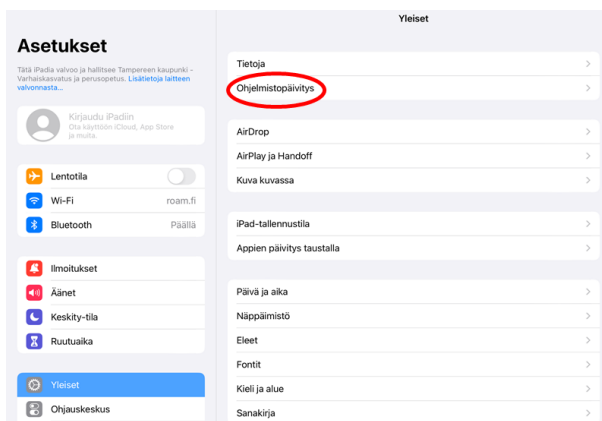 Yleiset
Asetukset
Tätä iPadia valvoo ja hallitsee Tampereen kaupunki –
Varhaiskasvatus ja perusopetus. Lisätietoja laitteen
valvonnasta...
Kirjaudu iPadiin
Ota käyttöön iCloud, App Store
ja muita.
Lentotila
Wi-Fi roam.fi
Bluetooth Päällä
Ilmoitukset
Äänet
Keskity-tila
Ruutuaika
Yleiset
Ohjauskeskus
Tietoja
Ohjelmistopäivitys
AirDrop
AirPlay ja Handoff
Kuva kuvassa
iPad-tallennustila
Appien päivitys taustalla
Päivä ja aika
Näppäimistö
Eleet
Fontit
Kieli ja alue
Sanakirja